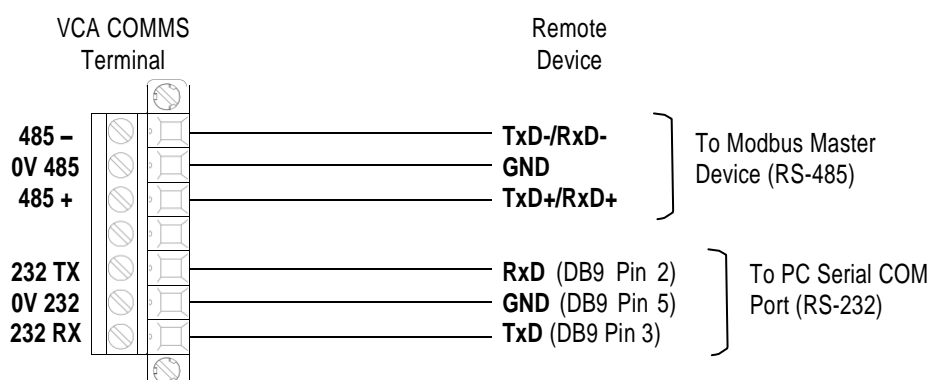 VCA COMMS
Terminal
Remote
Device
485 –
TxD-/RxD-
0V 485
GND
485 +
TxD+/RxD+
To Modbus Master
Device (RS-485)
232 TX
RxD (DB9 Pin 2)
0V 232
GND (DB9 Pin 5)
232 RX
TxD (DB9 Pin 3)
To PC Serial COM
Port (RS-232)